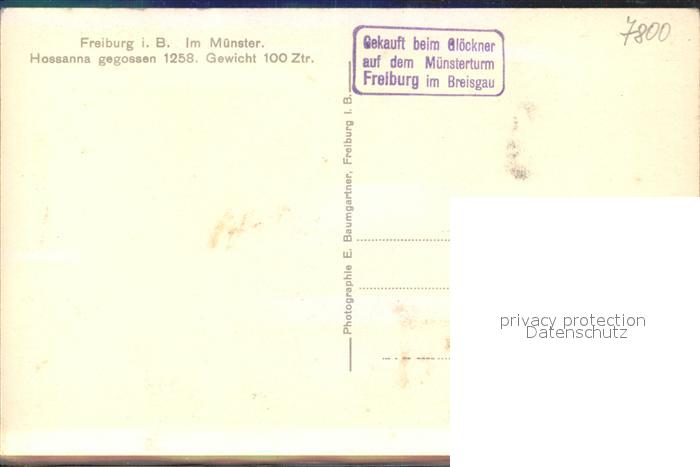 Freiburg i. B. Im Münster.
Hossanna gegossen 1258. Gewicht 100 Ztr.
Gekauft beim Glöckner
auf dem Münsterturm
Freiburg im Breisgau
7800
Photographie E. Baumgartner, Freiburg i. B.
privacy protection
Datenschutz